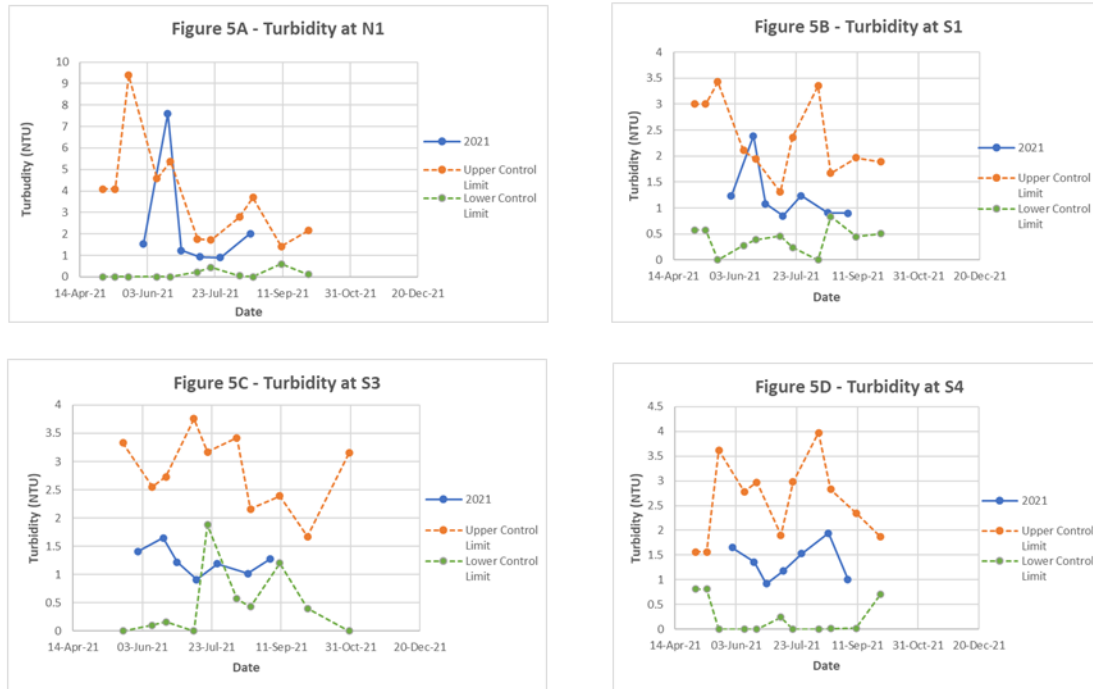 Figure 5A - Turbidity at N1
Turbudity (NTU)
10
9
8
7
6
5
4
3
2
1
0
14-Apr-21 03-Jun-21 23-Jul-21 11-Sep-21 31-Oct-21 20-Dec-21
Date
2021
Upper Control
Limit
Lower Control
Limit
Figure 5B - Turbidity at S1
Turbidity (NTU)
4
3.5
3
2.5
2
1.5
1
0.5
0
14-Apr-21 03-Jun-21 23-Jul-21 11-Sep-21 31-Oct-21 20-Dec-21
Date
2021
Upper Control
Limit
Lower Control
Limit
Figure 5C - Turbidity at S3
Turbidity (NTU)
4
3.5
3
2.5
2
1.5
1
0.5
0
14-Apr-21 03-Jun-21 23-Jul-21 11-Sep-21 31-Oct-21 20-Dec-21
Date
2021
Upper Control
Limit
Lower Control
Limit
Figure 5D - Turbidity at S4
Turbidity (NTU)
4.5
4
3.5
3
2.5
2
1.5
1
0.5
0
14-Apr-21 03-Jun-21 23-Jul-21 11-Sep-21 31-Oct-21 20-Dec-21
Date
2021
Upper Control
Limit
Lower Control
Limit